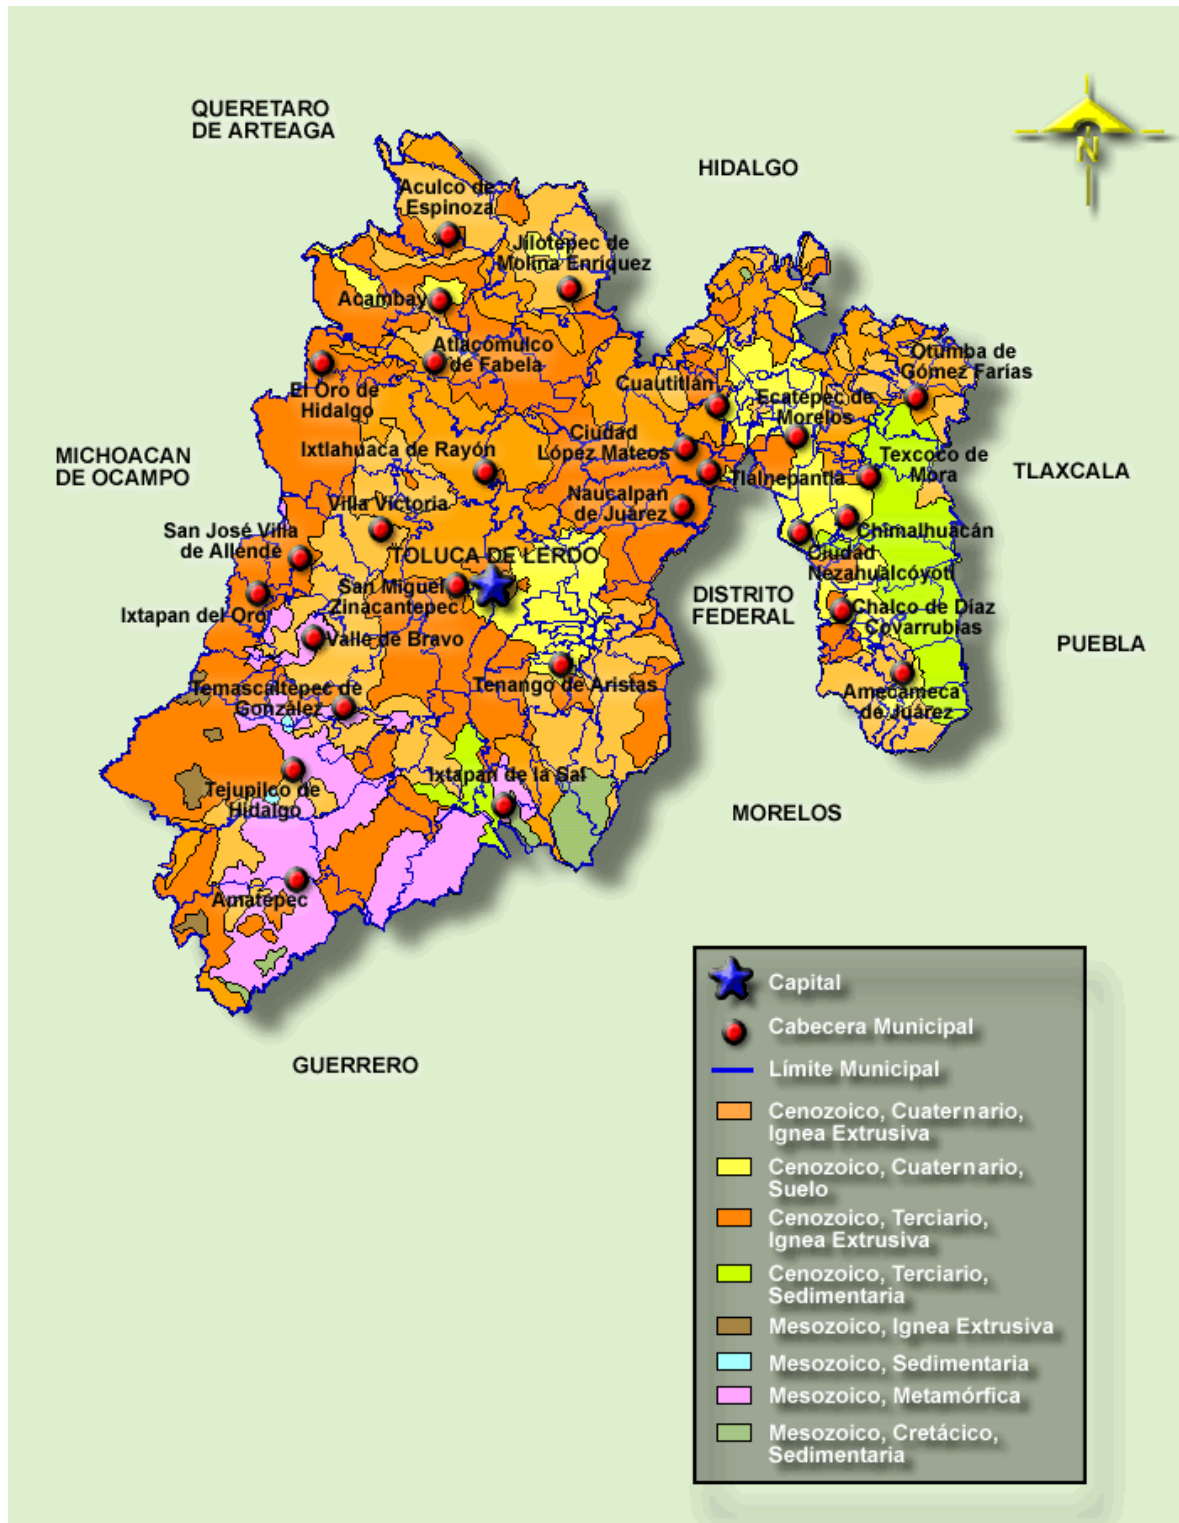 QUERETARO
DE ARTEAGA
HIDALGO
N
Aculco de
Espinoza
Jilotepec de
Molina Enríquez
Acambay
Atlacomulco
de Fabela
El Oro de
Hidalgo
Cuautitlán
Otumba de
Gómez Farías
Ecatepec de
Morelos
MICHOACAN
DE OCAMPO
Ixtlahuaca de Rayón
Ciudad
López Mateos
Texcoco de
Mora
TLAXCALA
Tlalnepantla
Villa Victoria
Naucalpan
de Juárez
San José Villa
de Allende
Chimalhuacán
TOLUCA DE LERDO
Ciudad
Nezahualcóyotl
San Miguel
Zinacantepec
DISTRITO
FEDERAL
Ixtapan del Oro
Chalco de Díaz
Covarrubias
Valle de Bravo
PUEBLA
Temascaltepec de
González
Tenango de Aristas
Amecameca
de Juárez
Ixtapan de la Sal
Tejupilco de
Hidalgo
MORELOS
Amatepec
GUERRERO
Capital
Cabecera Municipal
Límite Municipal
Cenozoico, Cuaternario,
Ignea Extrusiva
Cenozoico, Cuaternario,
Suelo
Cenozoico, Terciario,
Ignea Extrusiva
Cenozoico, Terciario,
Sedimentaria
Mesozoico, Ignea Extrusiva
Mesozoico, Sedimentaria
Mesozoico, Metamórfica
Mesozoico, Cretácico,
Sedimentaria